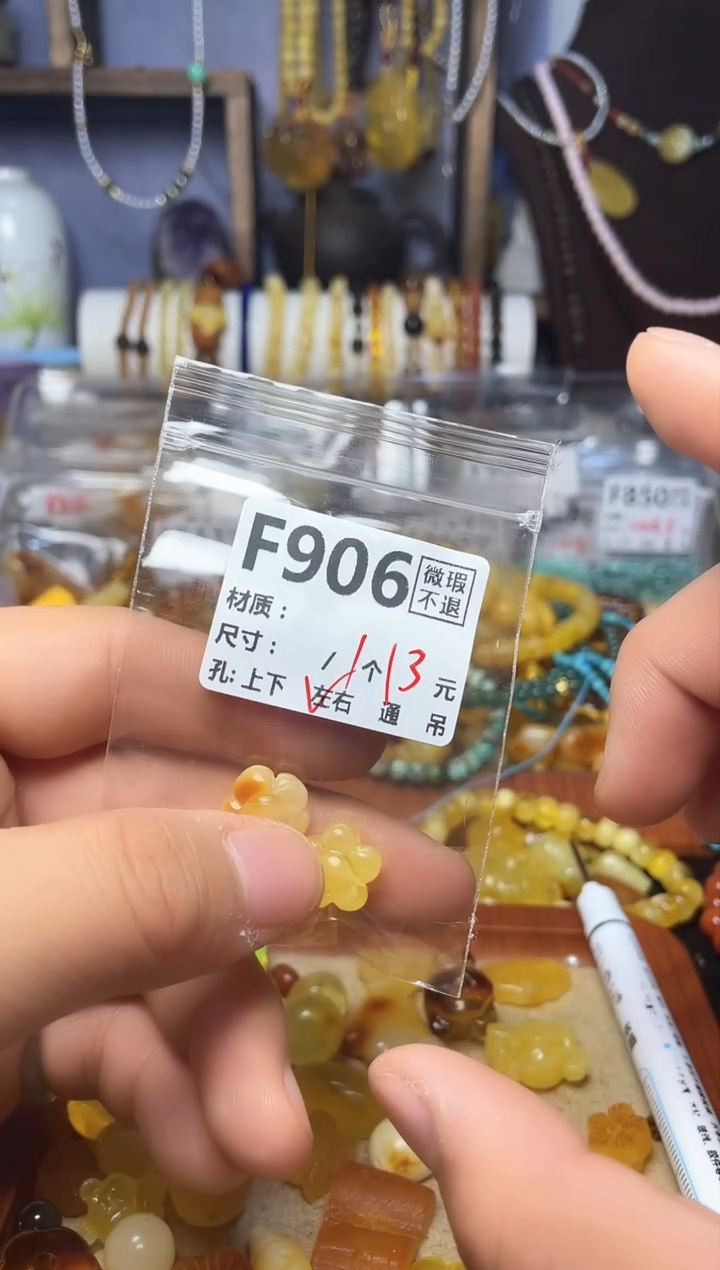 F906
微瑕
不退
材质：
尺寸：
/ 1个 13元
孔：上下 左右 通 吊
F850